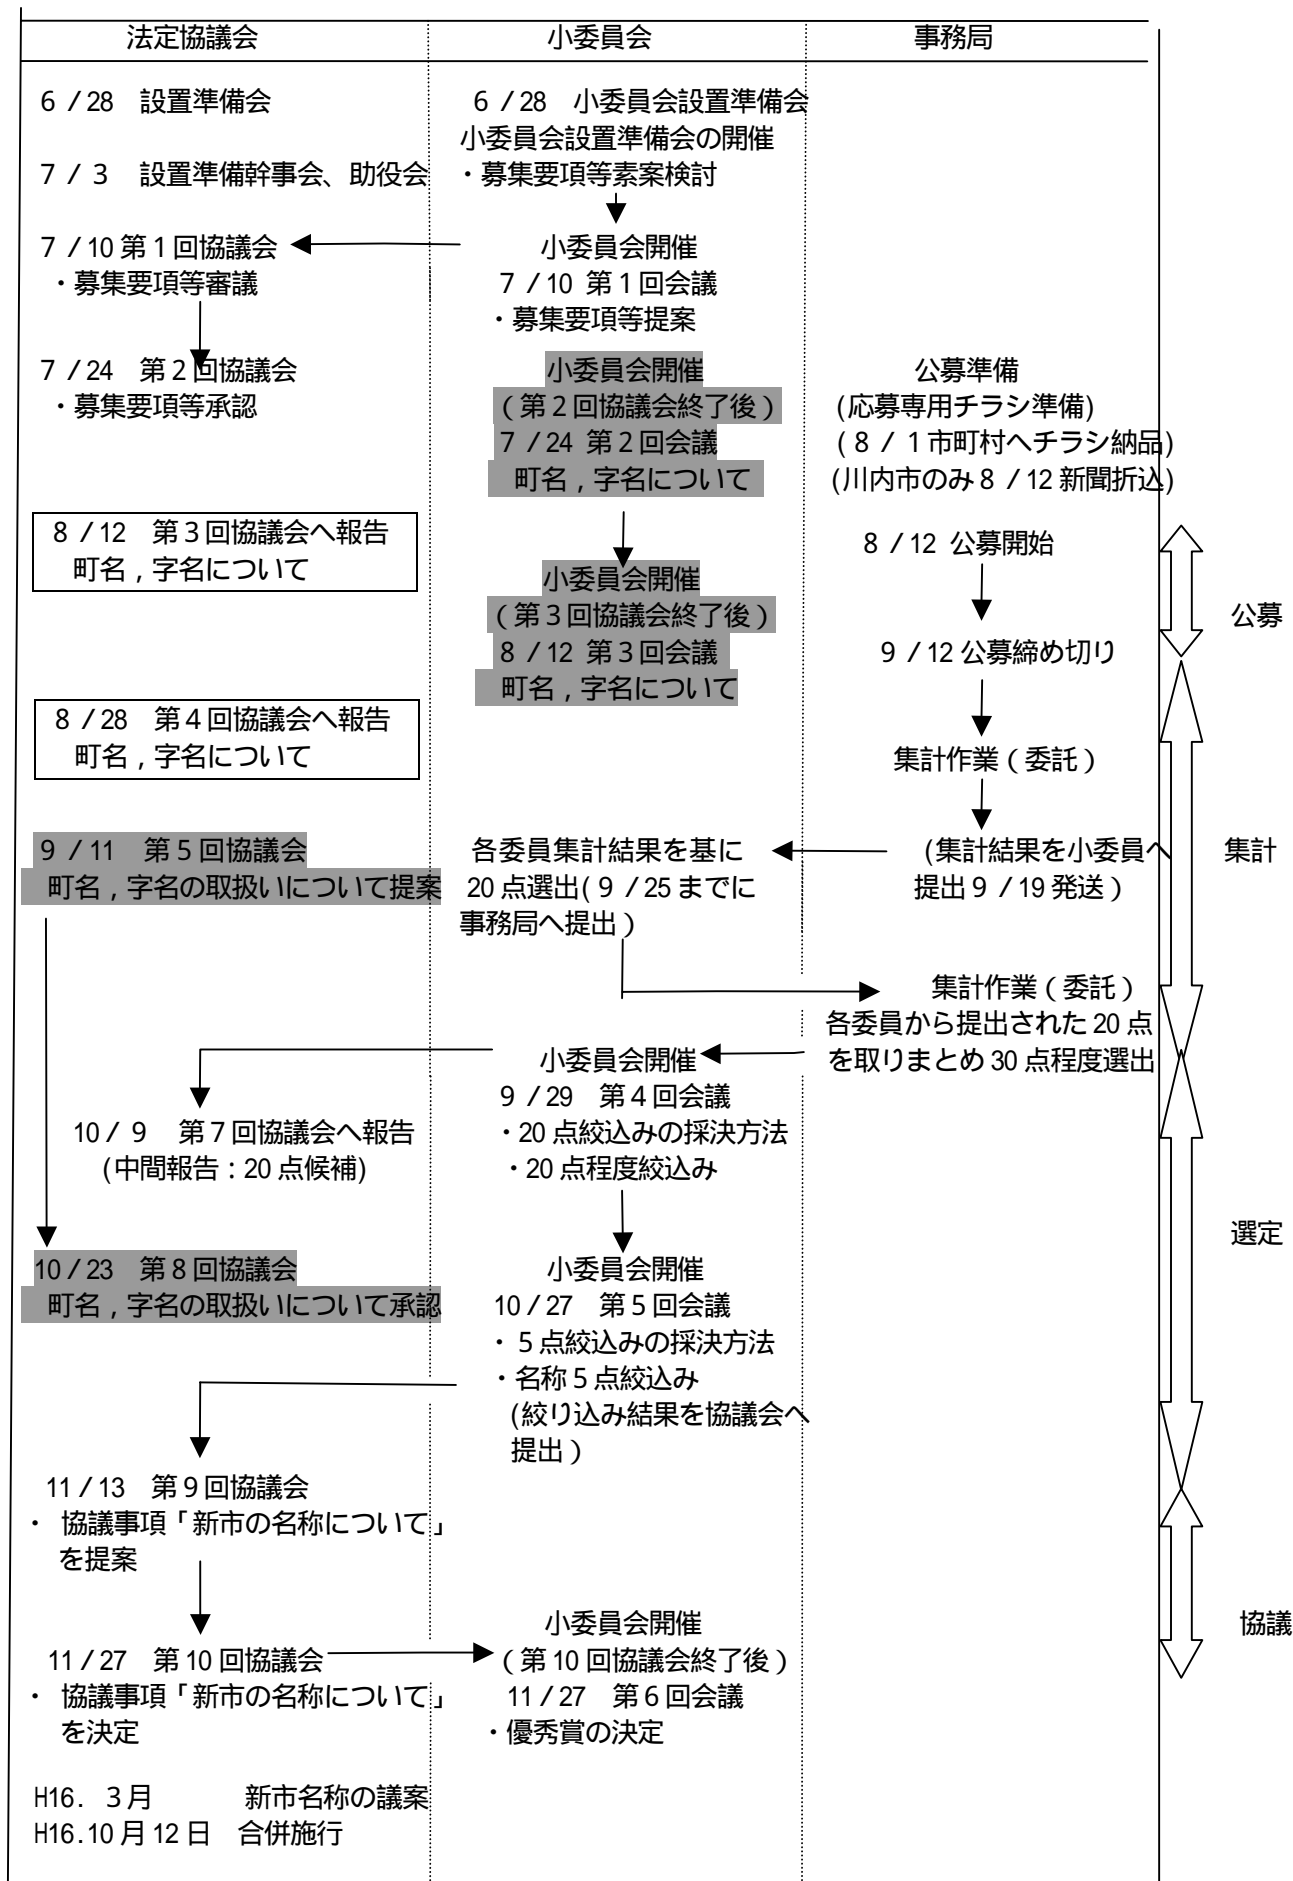 法定協議会
小委員会
事務局
6/28 設置準備会
7/3 設置準備幹事会、助役会
7/10 第1回協議会
・募集要項等審議
7/24 第2回協議会
・募集要項等承認
8/12 第3回協議会へ報告
町名,字名について
8/28 第4回協議会へ報告
町名,字名について
9/11 第5回協議会
町名,字名の取扱いについて提案
10/9 第7回協議会へ報告
(中間報告:20点候補)
10/23 第8回協議会
町名,字名の取扱いについて承認
11/13 第9回協議会
・ 協議事項「新市の名称について」
を提案
11/27 第10回協議会
・ 協議事項「新市の名称について」
を決定
H16. 3月 新市名称の議案
H16.10月12日 合併施行
6/28 小委員会設置準備会
小委員会設置準備会の開催
・募集要項等素案検討
小委員会開催
7/10 第1回会議
・募集要項等提案
小委員会開催
(第2回協議会終了後)
7/24 第2回会議
町名,字名について
小委員会開催
(第3回協議会終了後)
8/12 第3回会議
町名,字名について
各委員集計結果を基に
20点選出(9/25までに
事務局へ提出)
小委員会開催
9/29 第4回会議
・20点絞込みの採決方法
・20点程度絞込み
小委員会開催
10/27 第5回会議
・5点絞込みの採決方法
・名称5点絞込み
(絞り込み結果を協議会へ
提出)
小委員会開催
(第10回協議会終了後)
11/27 第6回会議
・優秀賞の決定
公募準備
(応募専用チラシ準備)
(8/1市町村へチラシ納品)
(川内市のみ8/12新聞折込)
8/12 公募開始
9/12公募締め切り
集計作業(委託)
(集計結果を小委員へ
提出9/19発送)
集計作業(委託)
各委員から提出された20点
を取りまとめ30点程度選出
公募
集計
選定
協議